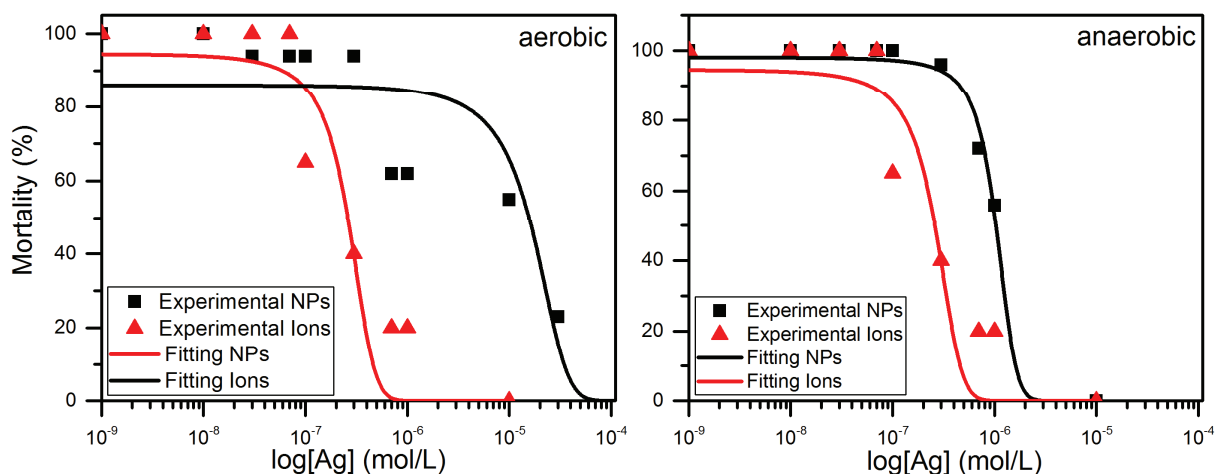 aerobic
Mortality (%)
100
80
60
40
20
0
Experimental NPs
Experimental Ions
Fitting NPs
Fitting Ions
10⁻⁹ 10⁻⁸ 10⁻⁷ 10⁻⁶ 10⁻⁵ 10⁻⁴
log[Ag] (mol/L)
anaerobic
100
80
60
40
20
0
Experimental NPs
Experimental Ions
Fitting NPs
Fitting Ions
10⁻⁹ 10⁻⁸ 10⁻⁷ 10⁻⁶ 10⁻⁵ 10⁻⁴
log[Ag] (mol/L)